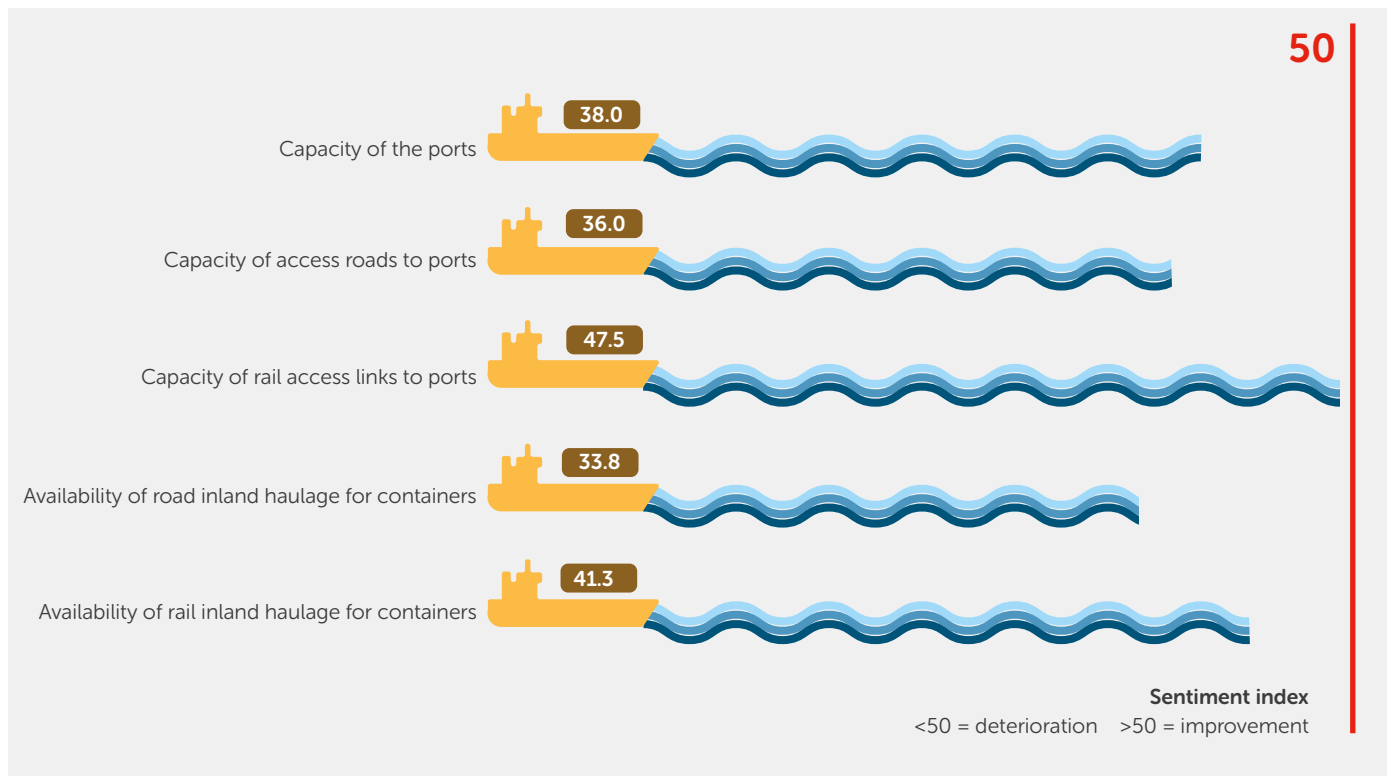 50
38.0
Capacity of the ports
36.0
Capacity of access roads to ports
47.5
Capacity of rail access links to ports
33.8
Availability of road inland haulage for containers
41.3
Availability of rail inland haulage for containers
Sentiment index
<50 = deterioration >50 = improvement